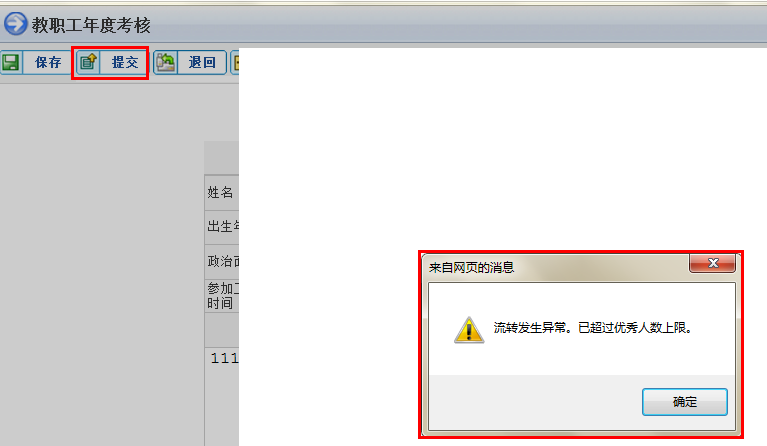 教职工年度考核
保存 提交 退回
姓名
出生
政治
参加
时间
111
来自网页的消息
流转发生异常。已超过优秀人数上限。
确定